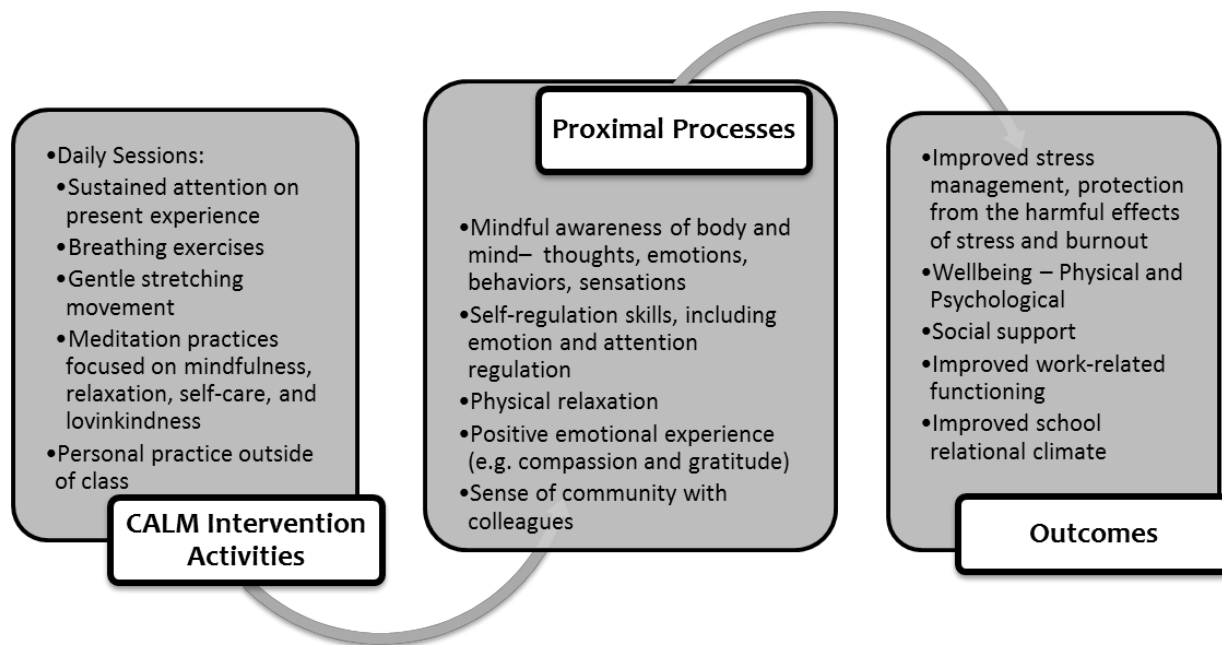 •Daily Sessions:
•Sustained attention on
present experience
•Breathing exercises
•Gentle stretching
movement
•Meditation practices
focused on mindfulness,
relaxation, self-care, and
lovinkindness
•Personal practice outside
of class
CALM Intervention
Activities
Proximal Processes
•Mindful awareness of body and
mind– thoughts, emotions,
behaviors, sensations
•Self-regulation skills, including
emotion and attention
regulation
•Physical relaxation
•Positive emotional experience
(e.g. compassion and gratitude)
•Sense of community with
colleagues
•Improved stress
management, protection
from the harmful effects
of stress and burnout
•Wellbeing – Physical and
Psychological
•Social support
•Improved work-related
functioning
•Improved school
relational climate
Outcomes